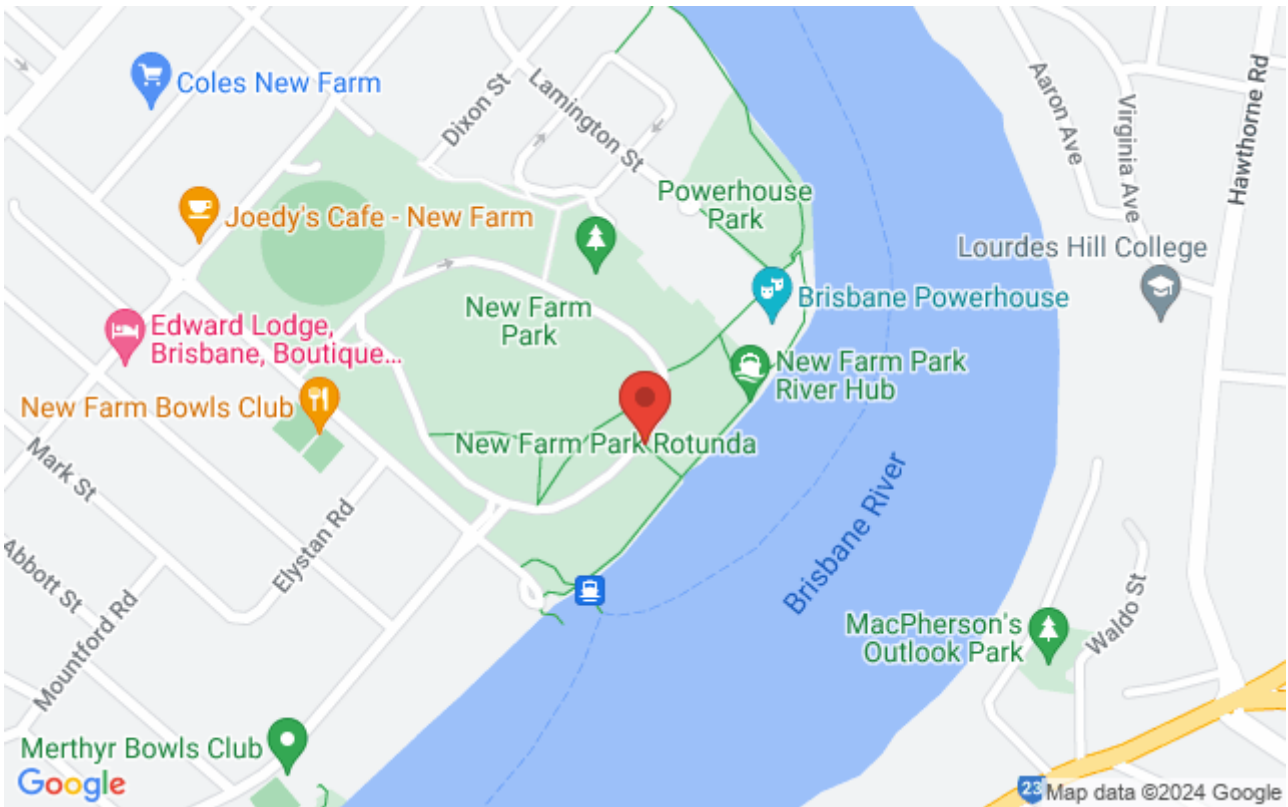 Coles New Farm
Dixon St
Lamington St
Aaron Ave
Virginia Ave
Hawthorne Rd
Powerhouse
Park
Joedy's Cafe - New Farm
Lourdes Hill College
Brisbane Powerhouse
New Farm
Park
Edward Lodge,
Brisbane, Boutique...
New Farm Park
River Hub
New Farm Bowls Club
New Farm Park Rotunda
Mark St
Elystan Rd
Brisbane River
Abbott St
Mountford Rd
MacPherson's
Outlook Park
Waldo St
Merthyr Bowls Club
Google
23
Map data ©2024 Google